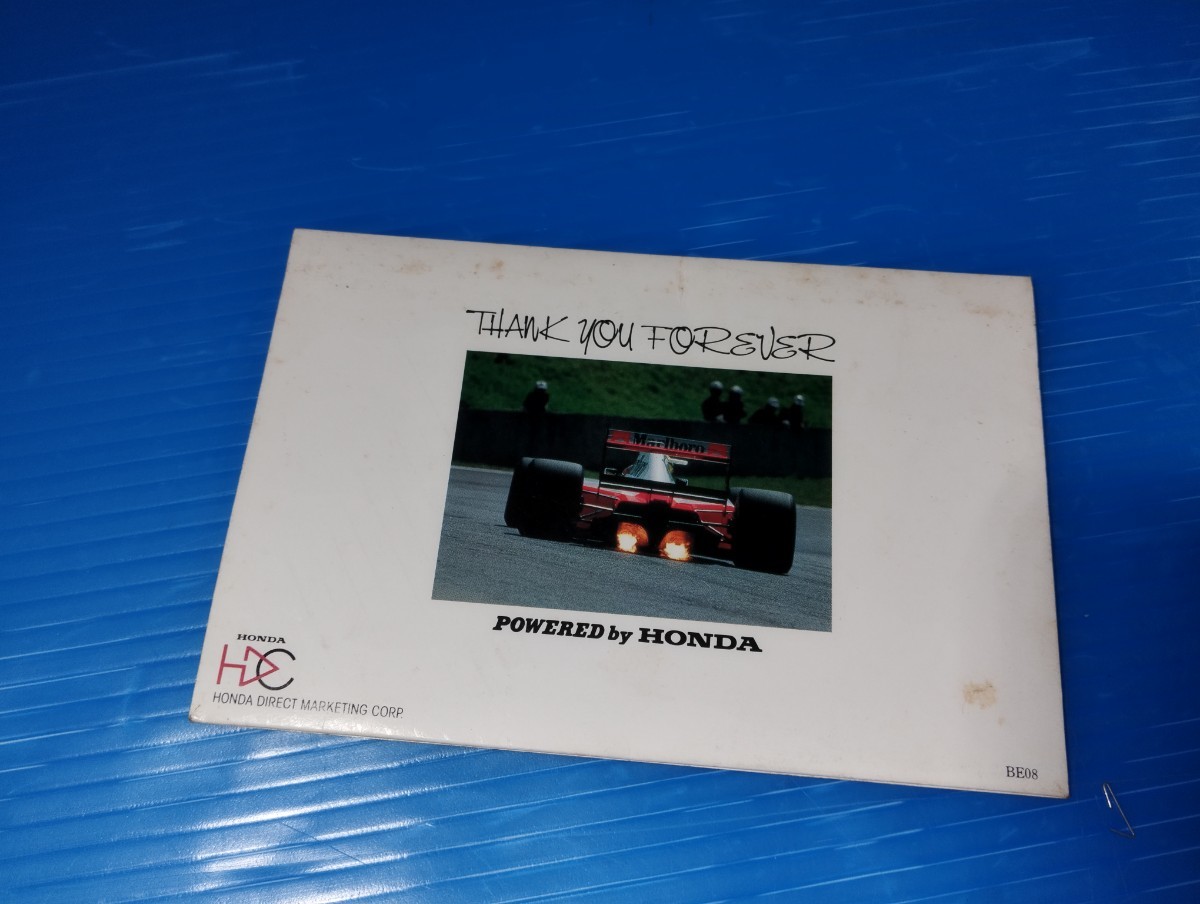 THANK YOU FOREVER
Marlboro
POWERED by HONDA
HONDA
HDC
HONDA DIRECT MARKETING CORP.
BE08